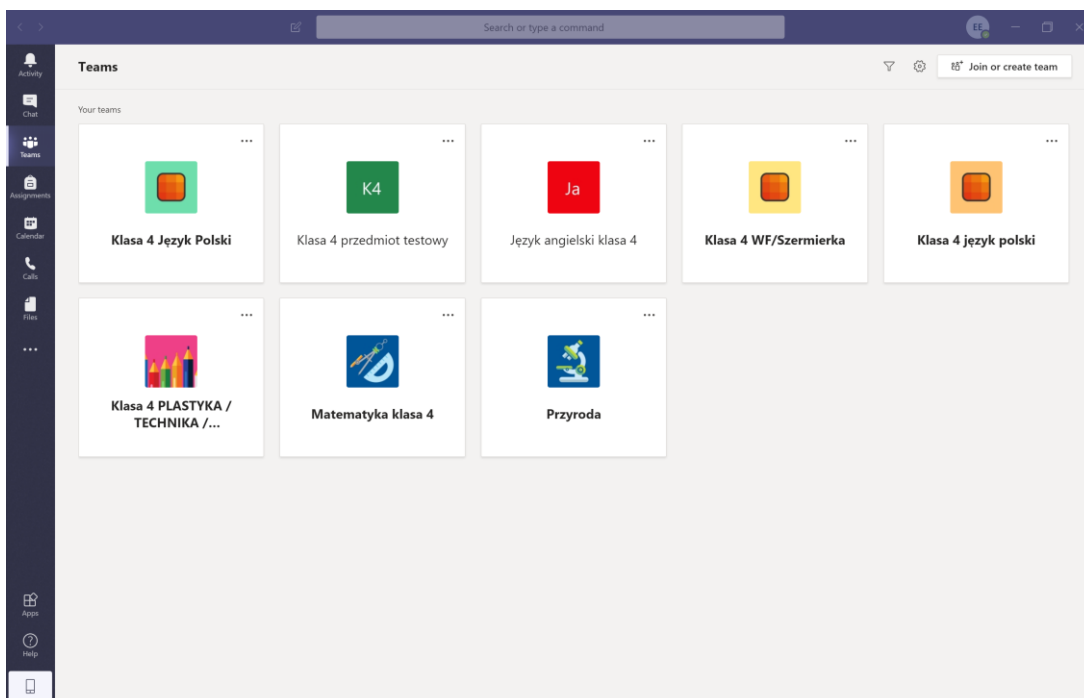 Search or type a command
EE
Activity
Chat
Teams
Assignments
Calendar
Calls
Files
Apps
Help
Teams
Join or create team
Your teams
Klasa 4 Język Polski
K4
Klasa 4 przedmiot testowy
Ja
Język angielski klasa 4
Klasa 4 WF/Szermierka
Klasa 4 język polski
Klasa 4 PLASTYKA /
TECHNIKA /...
Matematyka klasa 4
Przyroda